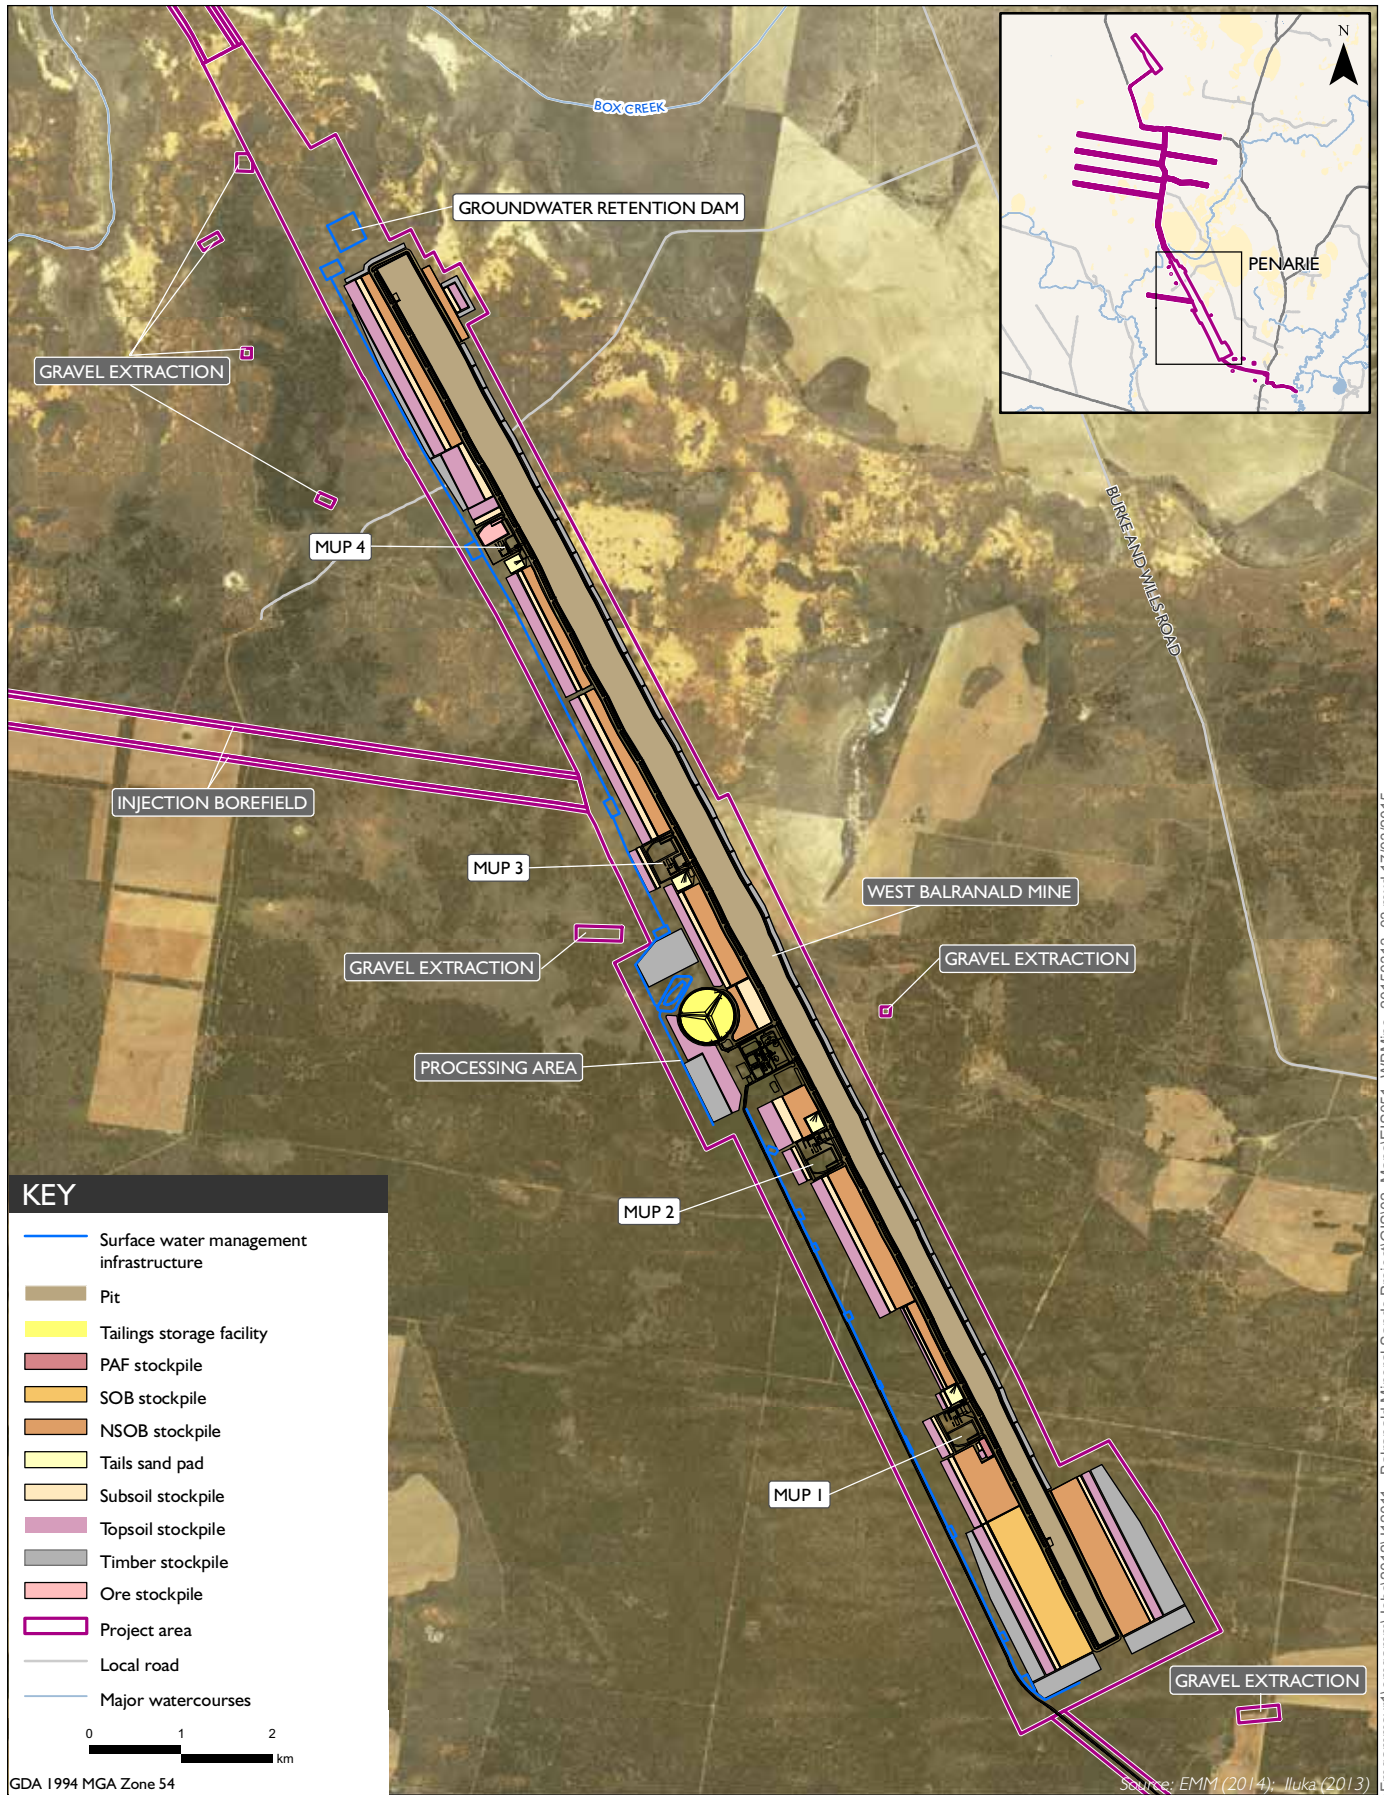 N
PENARIE
BOX CREEK
GROUNDWATER RETENTION DAM
GRAVEL EXTRACTION
BURKE AND WILLS ROAD
MUP 4
INJECTION BOREFIELD
MUP 3
WEST BALRANALD MINE
GRAVEL EXTRACTION
GRAVEL EXTRACTION
PROCESSING AREA
MUP 2
MUP 1
GRAVEL EXTRACTION
KEY
Surface water management
infrastructure
Pit
Tailings storage facility
PAF stockpile
SOB stockpile
NSOB stockpile
Tails sand pad
Subsoil stockpile
Topsoil stockpile
Timber stockpile
Ore stockpile
Project area
Local road
Major watercourses
0 1 2
km
GDA 1994 MGA Zone 54
Source: EMM (2014); Iluka (2013)